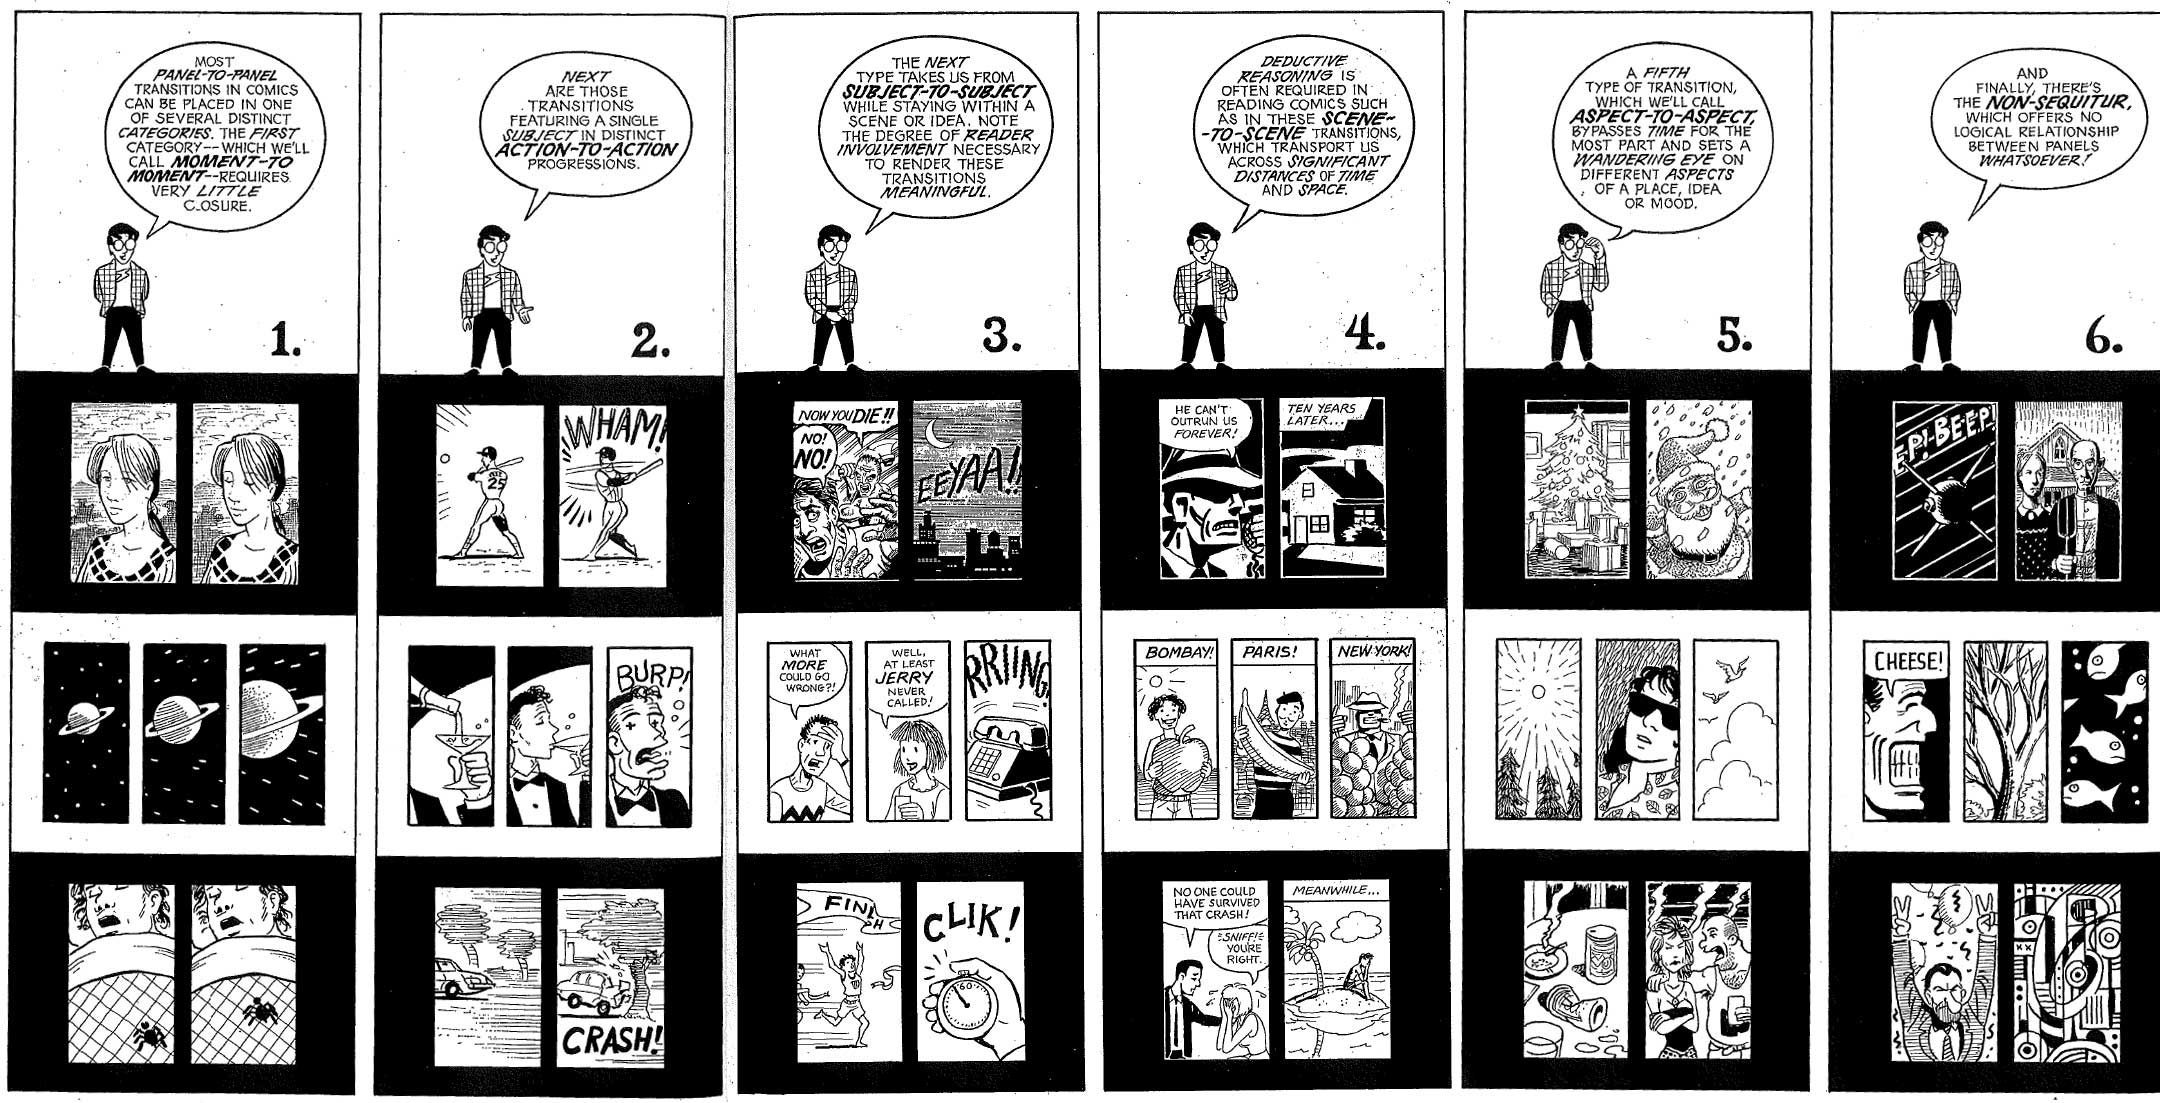 MOST
PANEL-TO-PANEL
TRANSITIONS IN COMICS
CAN BE PLACED IN ONE
OF SEVERAL DISTINCT
CATEGORIES. THE FIRST
CATEGORY--WHICH WE'LL
CALL MOMENT-TO
MOMENT--REQUIRES
VERY LITTLE
CLOSURE.
1.
NEXT
ARE THOSE
TRANSITIONS
FEATURING A SINGLE
SUBJECT IN DISTINCT
ACTION-TO-ACTION
PROGRESSIONS.
2.
25
WHAM!
BURP!
CRASH!
THE NEXT
TYPE TAKES US FROM
SUBJECT-TO-SUBJECT
WHILE STAYING WITHIN A
SCENE OR IDEA. NOTE
THE DEGREE OF READER
INVOLVEMENT NECESSARY
TO RENDER THESE
TRANSITIONS
MEANINGFUL.
3.
NOW YOU DIE!!
NO!
NO!
EEYAA!!
WHAT
MORE
COULD GO
WRONG?!
WELL,
AT LEAST
JERRY
NEVER
CALLED!
RRIING!
FINI
SH
CLIK!
60
DEDUCTIVE
REASONING IS
OFTEN REQUIRED IN
READING COMICS SUCH
AS IN THESE SCENE-
-TO-SCENE TRANSITIONS,
WHICH TRANSPORT US
ACROSS SIGNIFICANT
DISTANCES OF TIME
AND SPACE.
4.
HE CAN'T
OUTRUN US
FOREVER!
TEN YEARS
LATER...
BOMBAY!
PARIS!
NEW YORK!
NO ONE COULD
HAVE SURVIVED
THAT CRASH!
SNIFF!
YOU'RE
RIGHT.
MEANWHILE...
A FIFTH
TYPE OF TRANSITION,
WHICH WE'LL CALL
ASPECT-TO-ASPECT,
BYPASSES TIME FOR THE
MOST PART AND SETS A
WANDERING EYE ON
DIFFERENT ASPECTS
OF A PLACE, IDEA
OR MOOD.
5.
AND
FINALLY, THERE'S
THE NON-SEQUITUR,
WHICH OFFERS NO
LOGICAL RELATIONSHIP
BETWEEN PANELS
WHATSOEVER!
6.
EP! BEEP!
CHEESE!